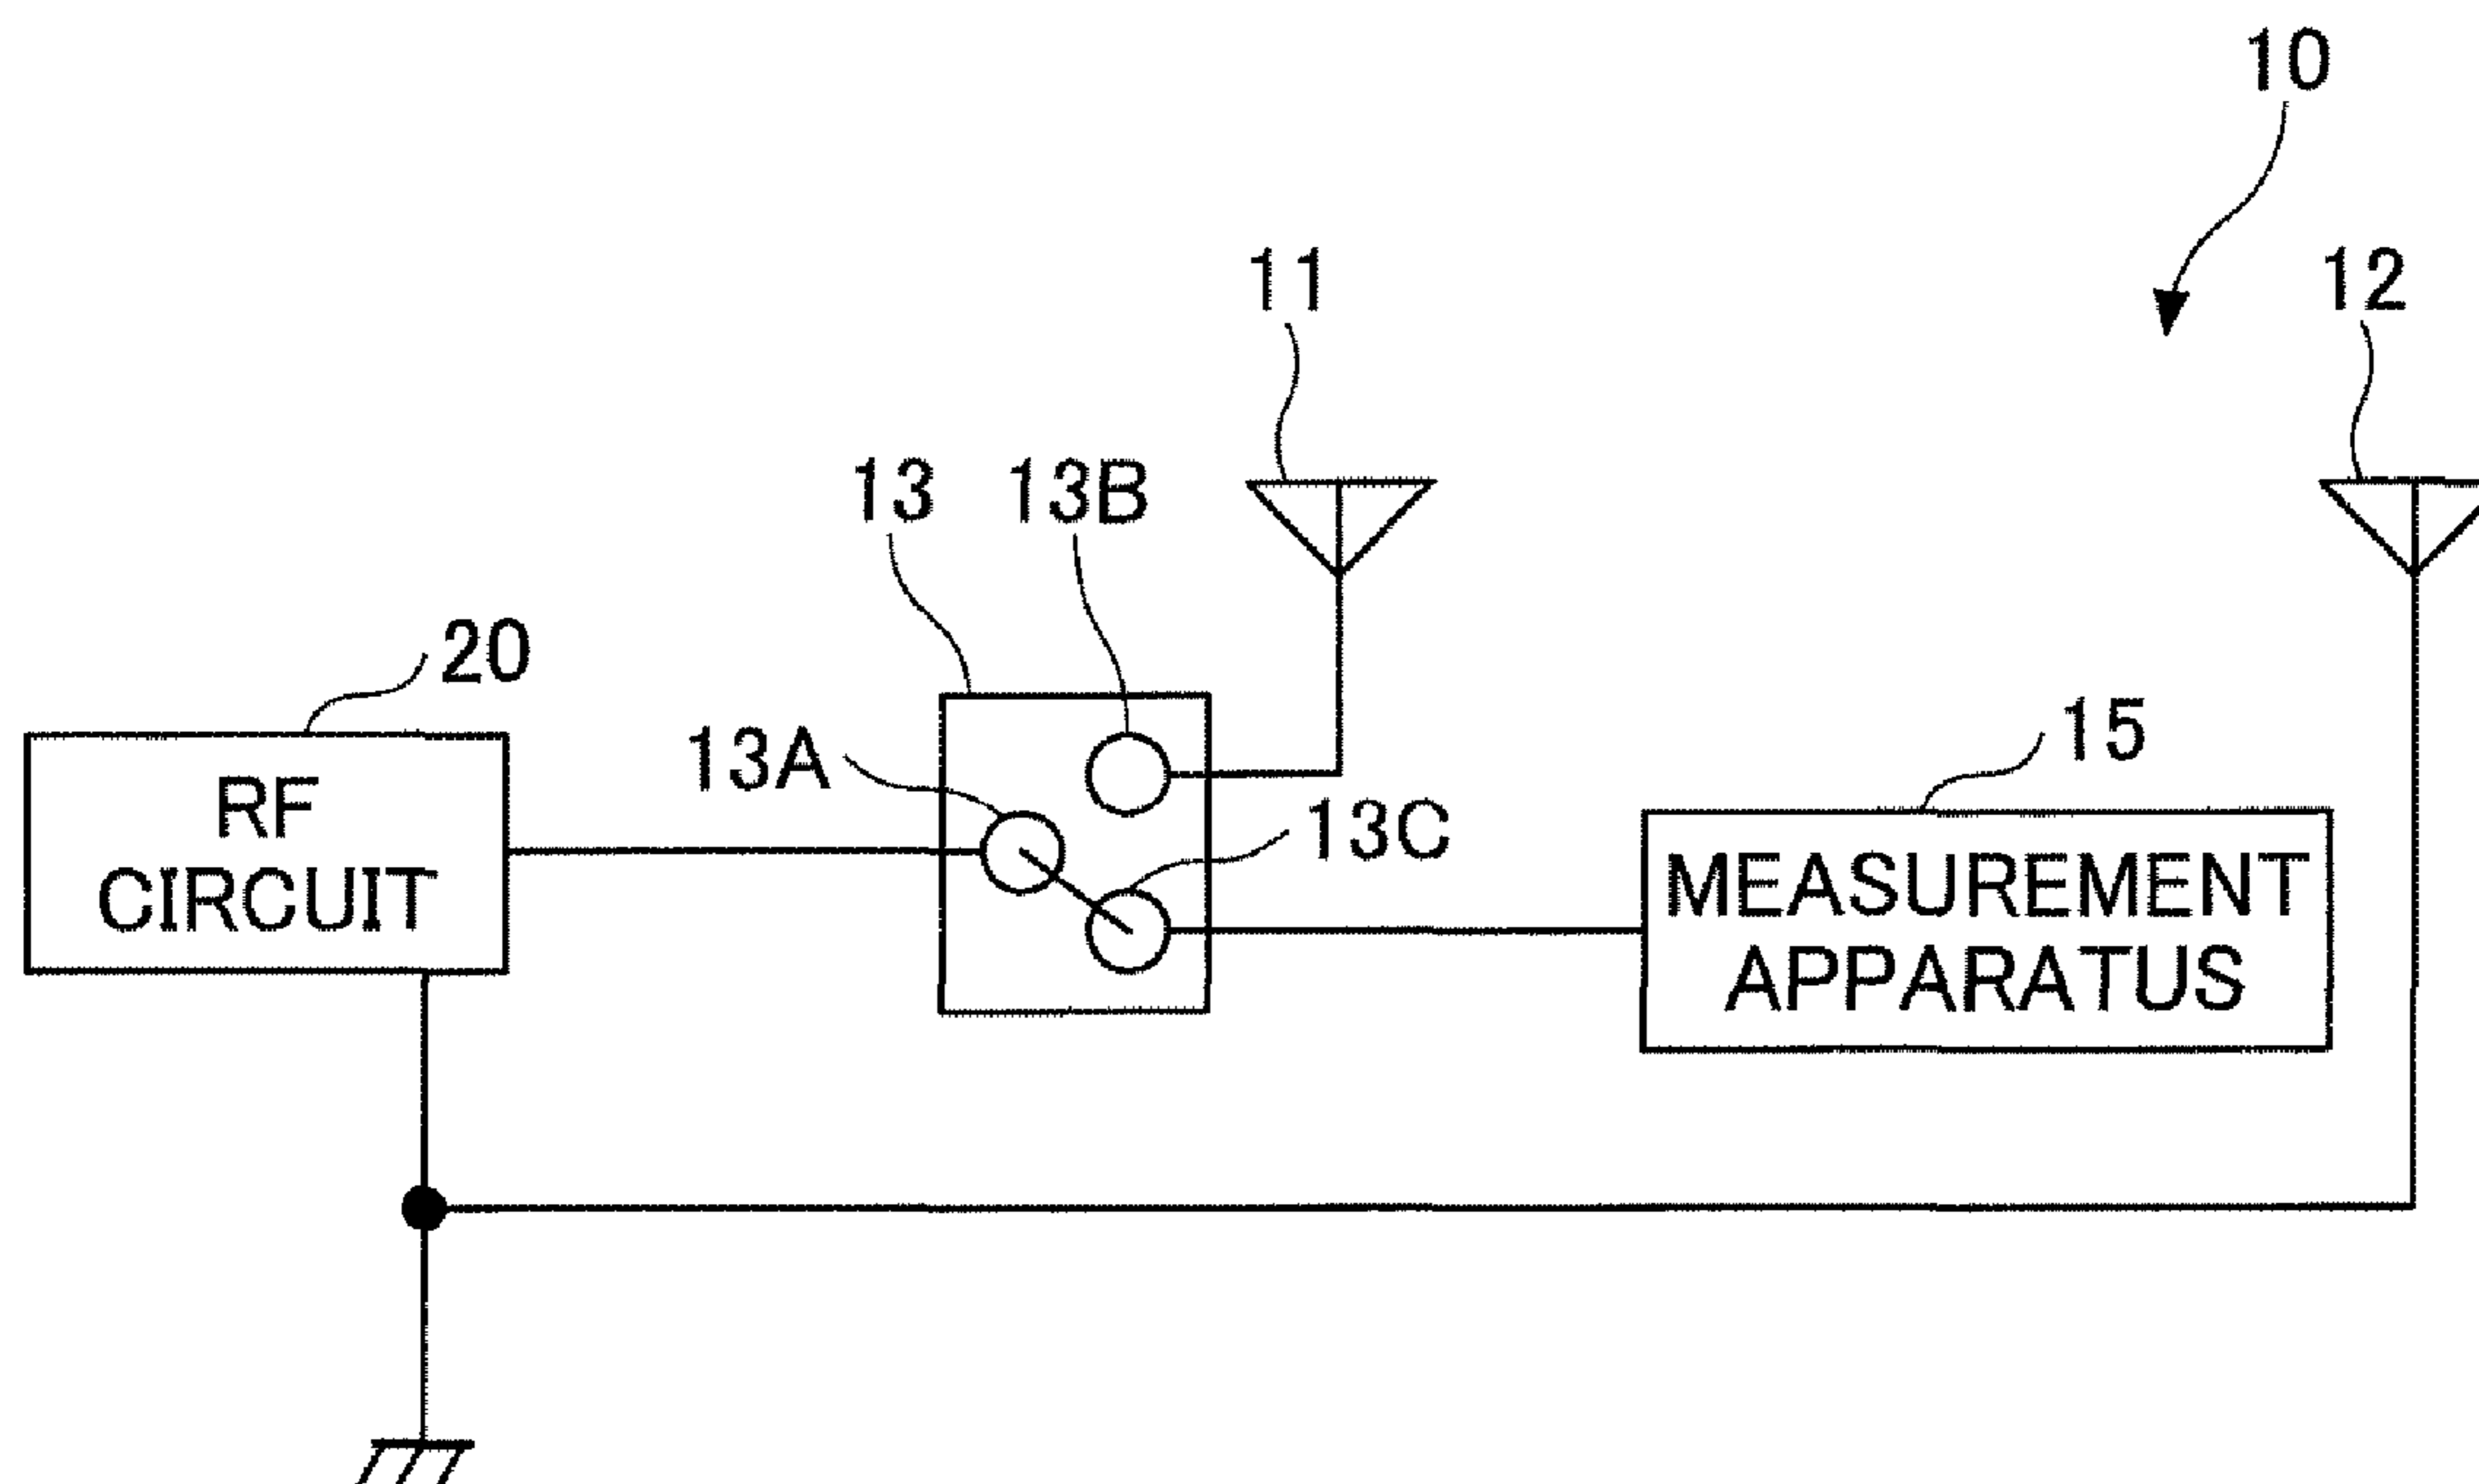 10
11
12
13
13B
20
13A
15
13C
RF
CIRCUIT
MEASUREMENT
APPARATUS